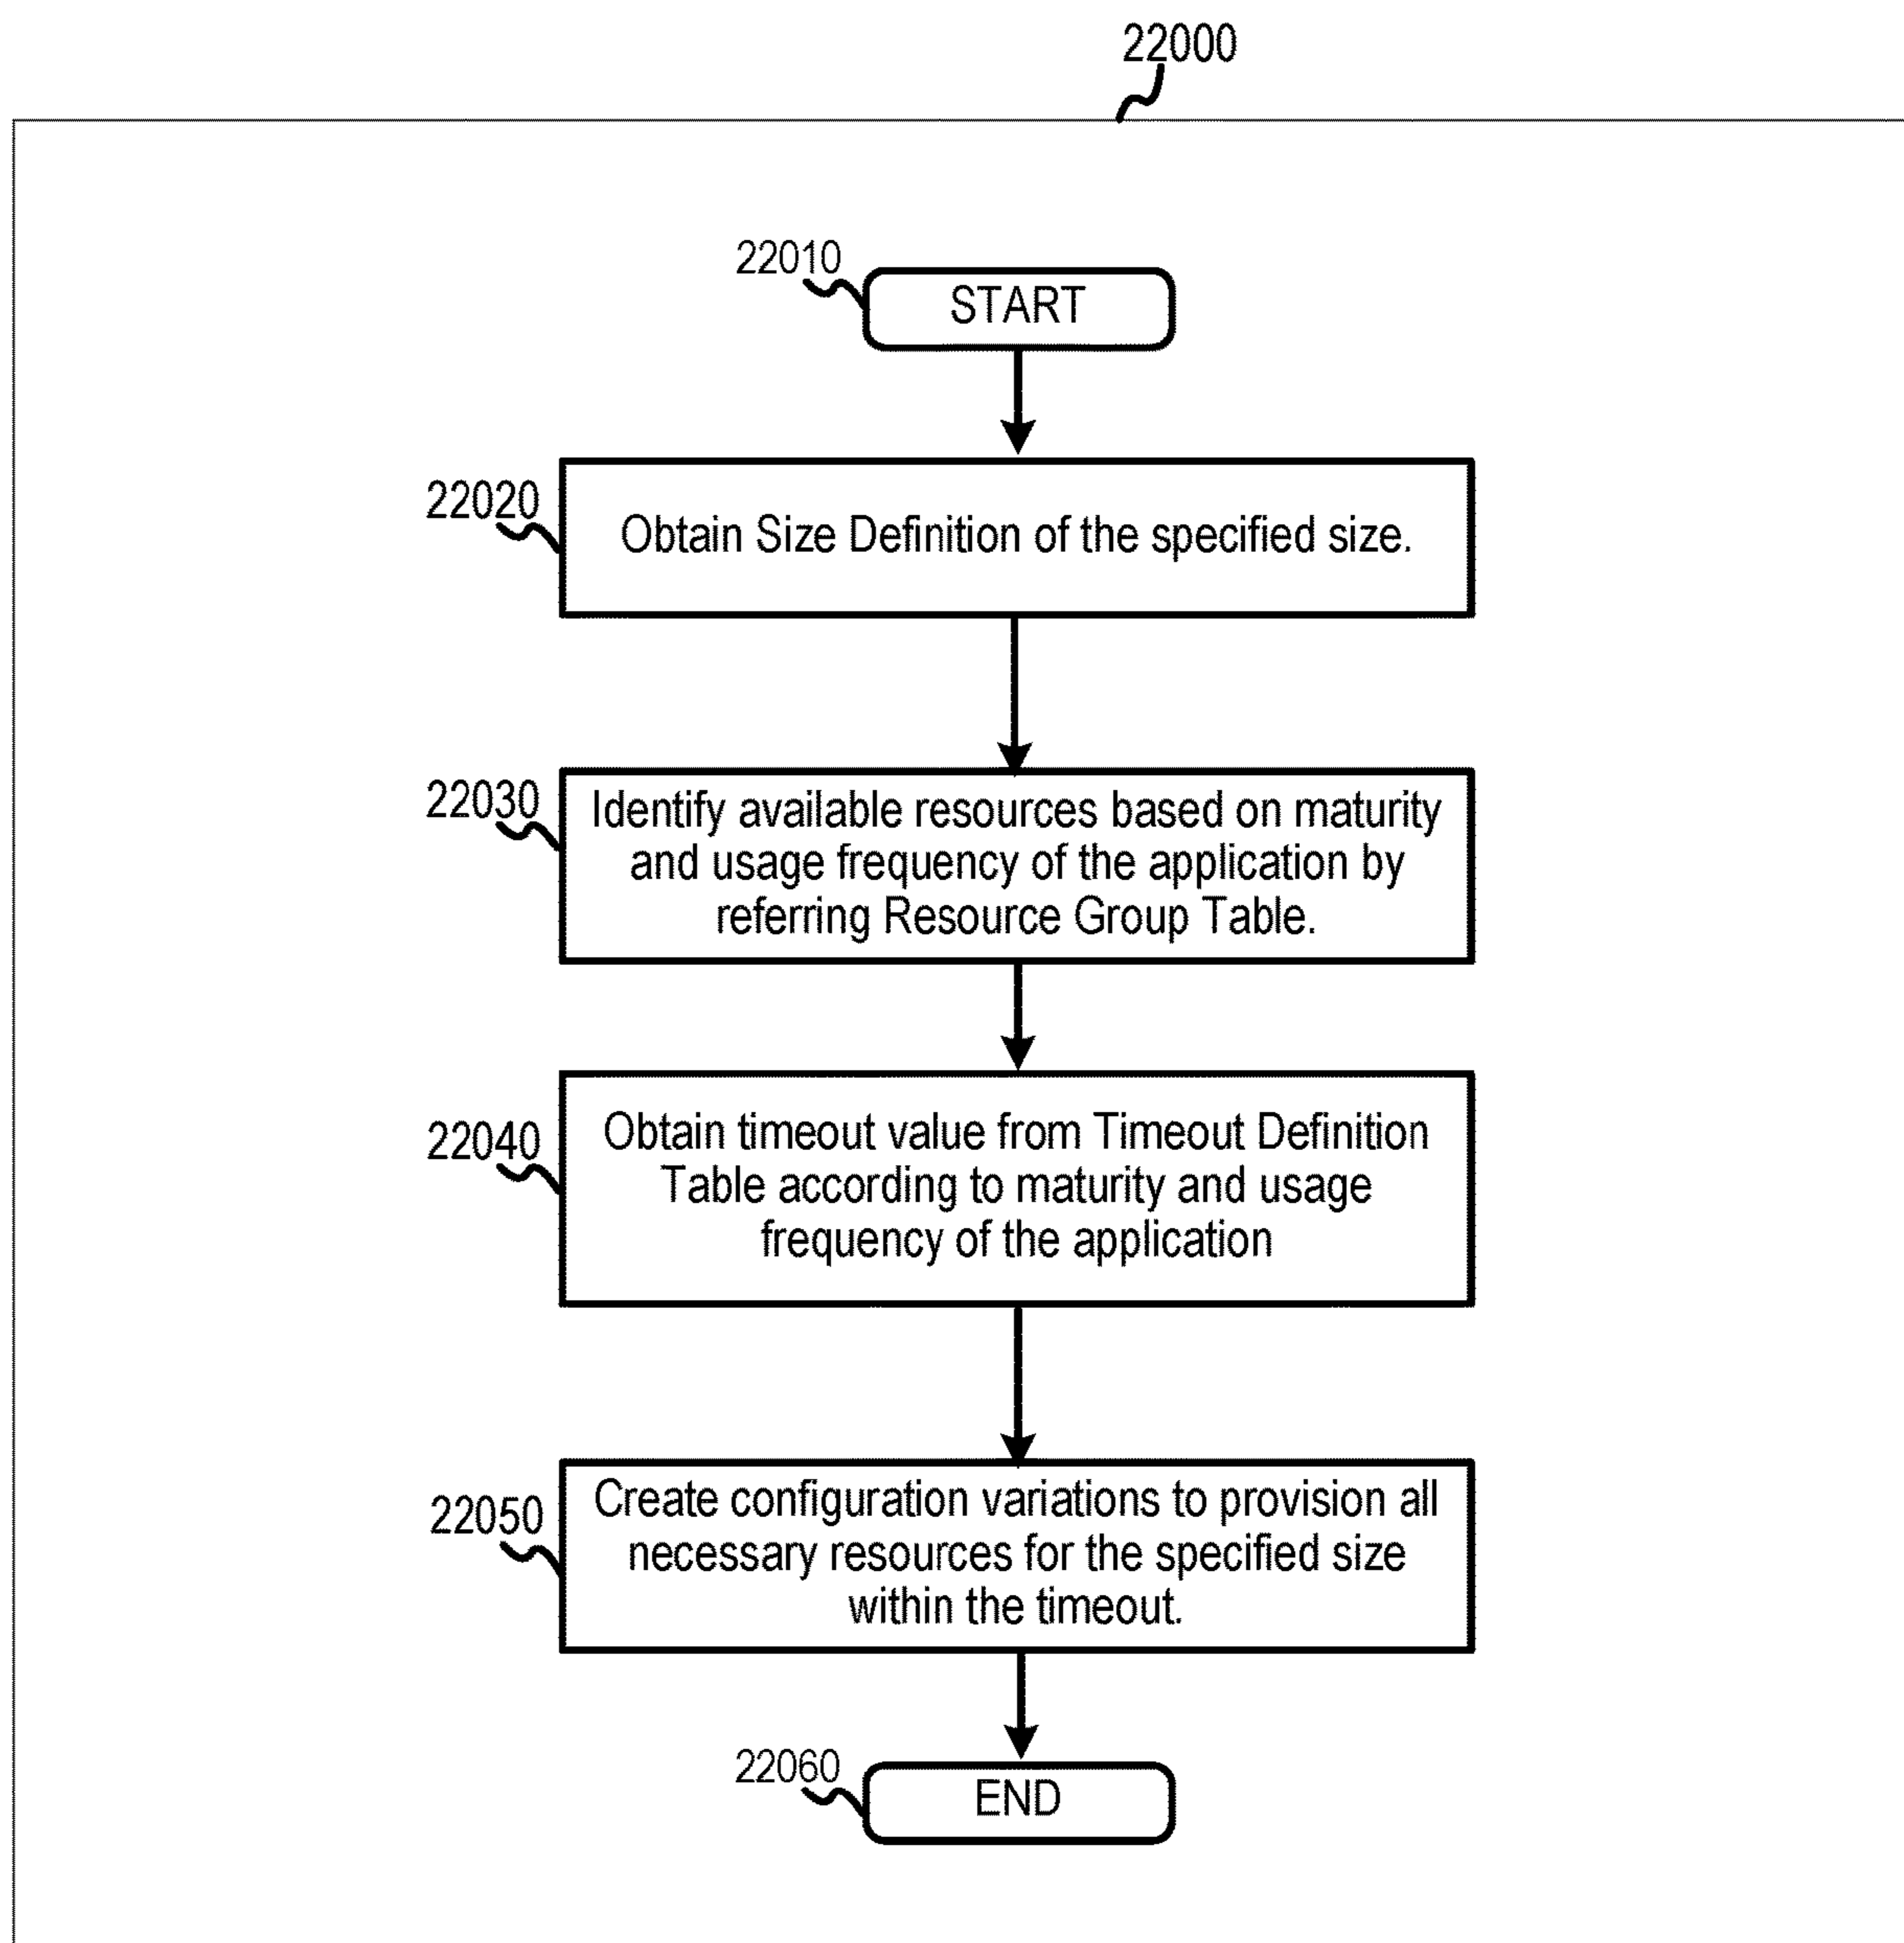 22000
22010
START
22020
Obtain Size Definition of the specified size.
22030
Identify available resources based on maturity
and usage frequency of the application by
referring Resource Group Table.
22040
Obtain timeout value from Timeout Definition
Table according to maturity and usage
frequency of the application
22050
Create configuration variations to provision all
necessary resources for the specified size
within the timeout.
22060
END